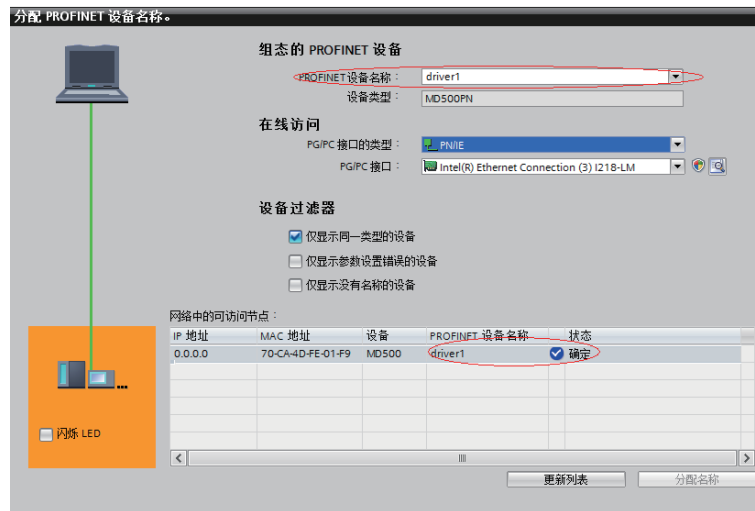 分配 PROFINET 设备名称。
组态的 PROFINET 设备
PROFINET设备名称： driver1
设备类型： MD500PN
在线访问
PG/PC 接口的类型： PN/IE
PG/PC 接口： Intel(R) Ethernet Connection (3) I218-LM
设备过滤器
仅显示同一类型的设备
仅显示参数设置错误的设备
仅显示没有名称的设备
网络中的可访问节点：
IP 地址 MAC 地址 设备 PROFINET 设备名称 状态
0.0.0.0 70-CA-4D-FE-01-F9 MD500 driver1 确定
闪烁 LED
更新列表 分配名称